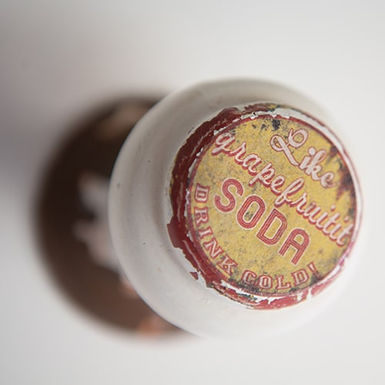 Like
grapefruit
SODA
DRINK COLD!